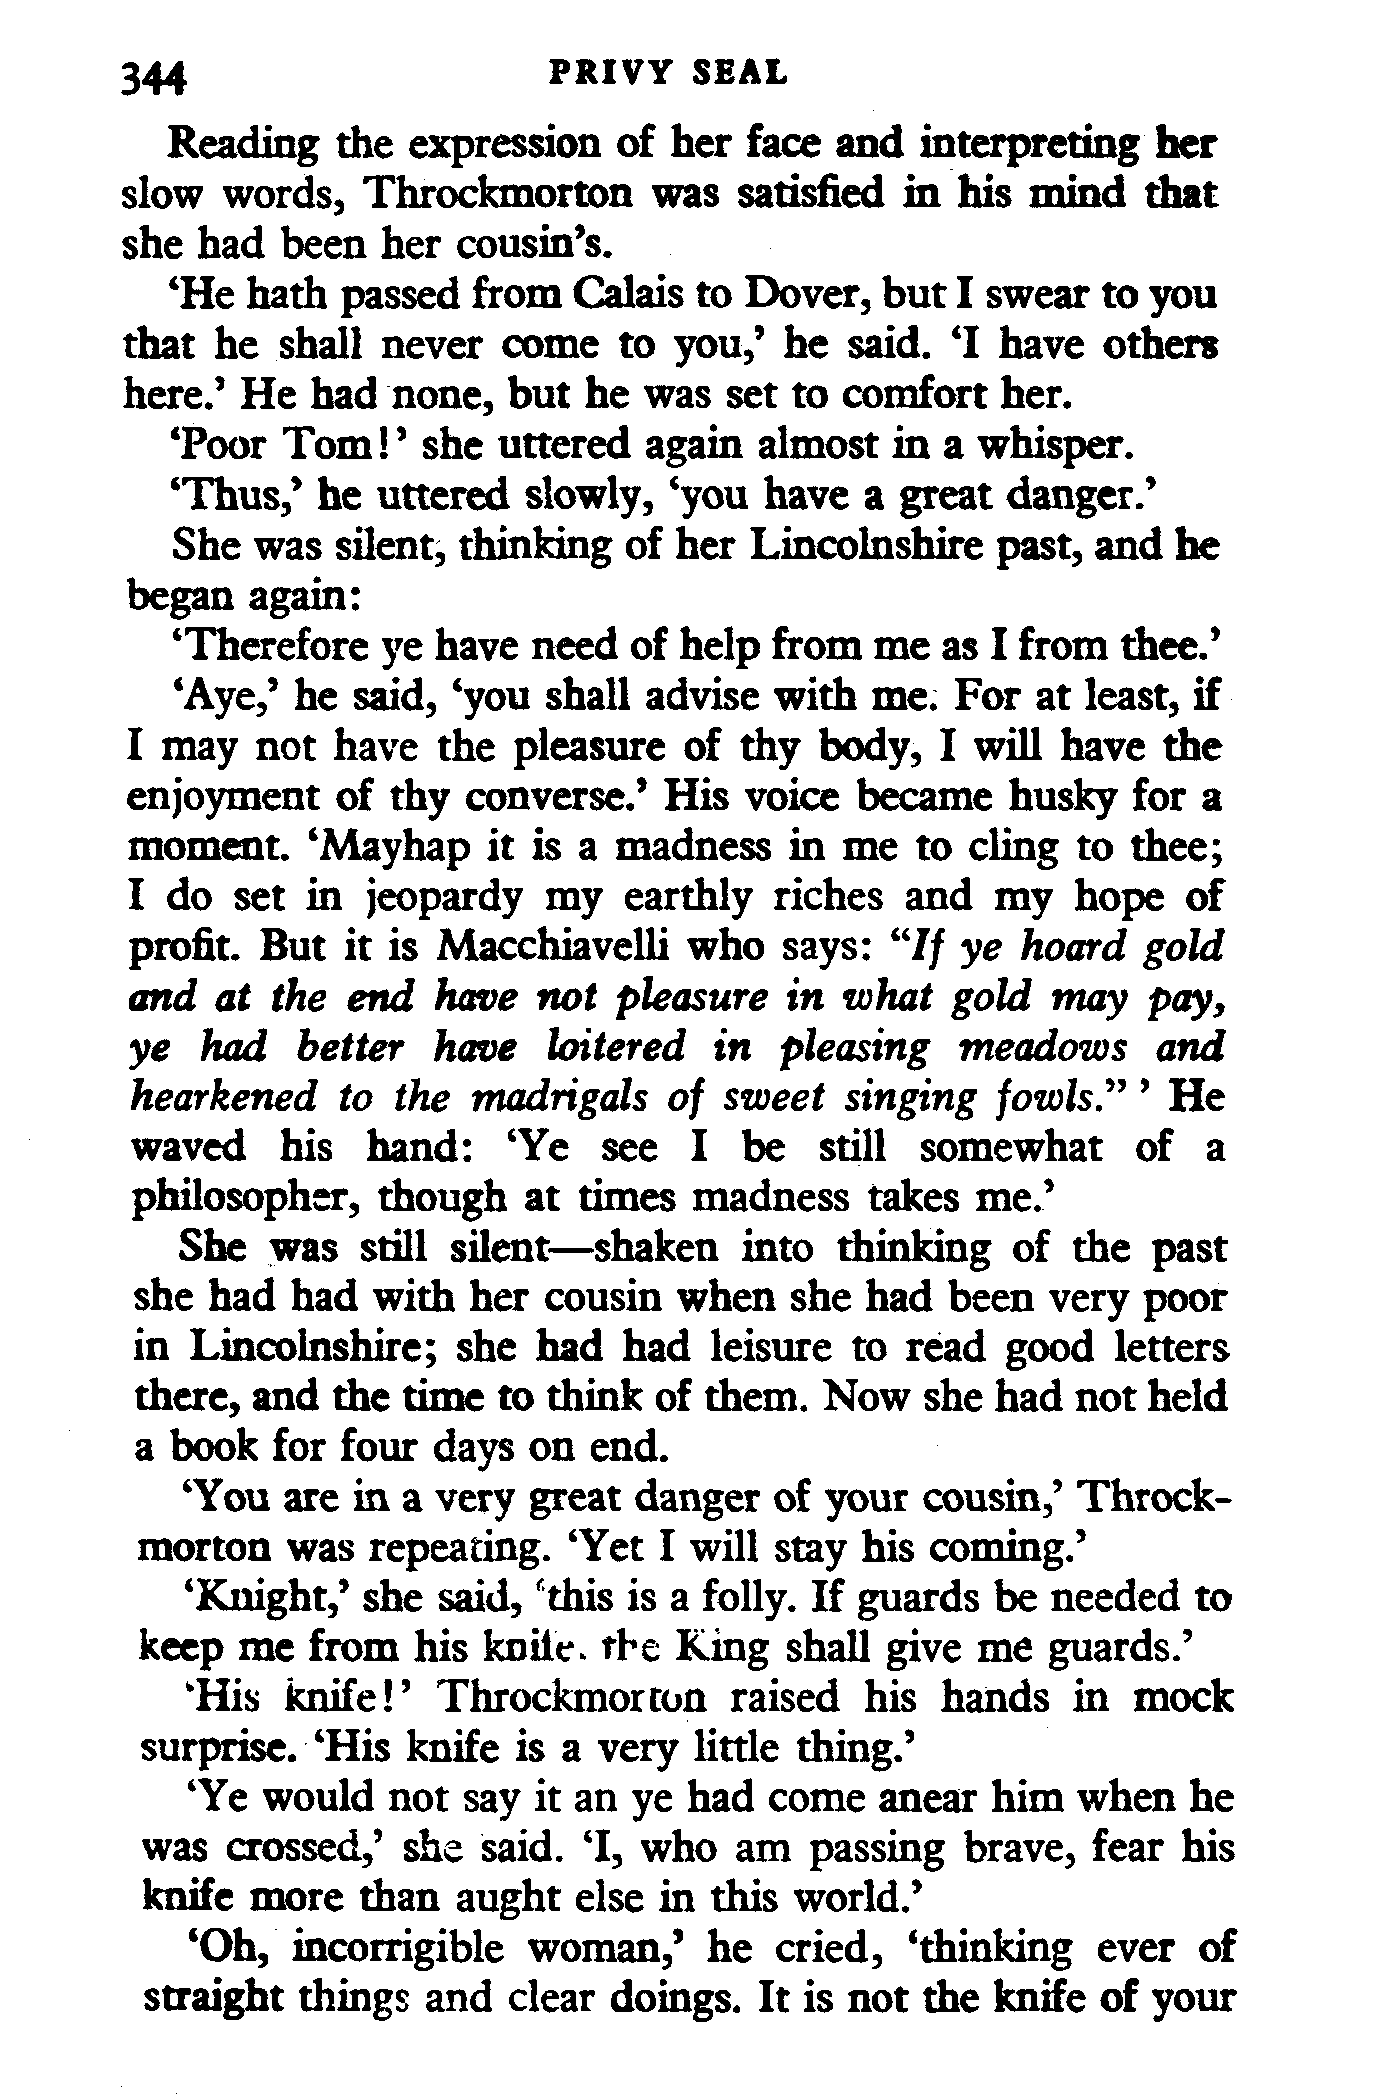 344 PRIVY SEAL
Reading the expression of her face and interpreting her
slow words, Throckmorton was satisfied in his mind that
she had been her cousin's.
‘He hath passed from Calais to Dover, but I swear to you
that he shall never come to you,’ he said. ‘I have others
here.’ He had none, but he was set to comfort her.
‘Poor Tom!’ she uttered again almost in a whisper.
‘Thus,’ he uttered slowly, ‘you have a great danger.’
She was silent, thinking of her Lincolnshire past, and he
began again:
‘Therefore ye have need of help from me as I from thee.’
‘Aye,’ he said, ‘you shall advise with me. For at least, if
I may not have the pleasure of thy body, I will have the
enjoyment of thy converse.’ His voice became husky for a
moment. ‘Mayhap it is a madness in me to cling to thee;
I do set in jeopardy my earthly riches and my hope of
profit. But it is Macchiavelli who says: “If ye hoard gold
and at the end have not pleasure in what gold may pay,
ye had better have loitered in pleasing meadows and
hearkened to the madrigals of sweet singing fowls.” ’ He
waved his hand: ‘Ye see I be still somewhat of a
philosopher, though at times madness takes me.’
She was still silent—shaken into thinking of the past
she had had with her cousin when she had been very poor
in Lincolnshire; she had had leisure to read good letters
there, and the time to think of them. Now she had not held
a book for four days on end.
‘You are in a very great danger of your cousin,’ Throck-
morton was repeating. ‘Yet I will stay his coming.’
‘Knight,’ she said, ‘this is a folly. If guards be needed to
keep me from his knife, the King shall give me guards.’
‘His knife!’ Throckmorton raised his hands in mock
surprise. ‘His knife is a very little thing.’
‘Ye would not say it an ye had come anear him when he
was crossed,’ she said. ‘I, who am passing brave, fear his
knife more than aught else in this world.’
‘Oh, incorrigible woman,’ he cried, ‘thinking ever of
straight things and clear doings. It is not the knife of your